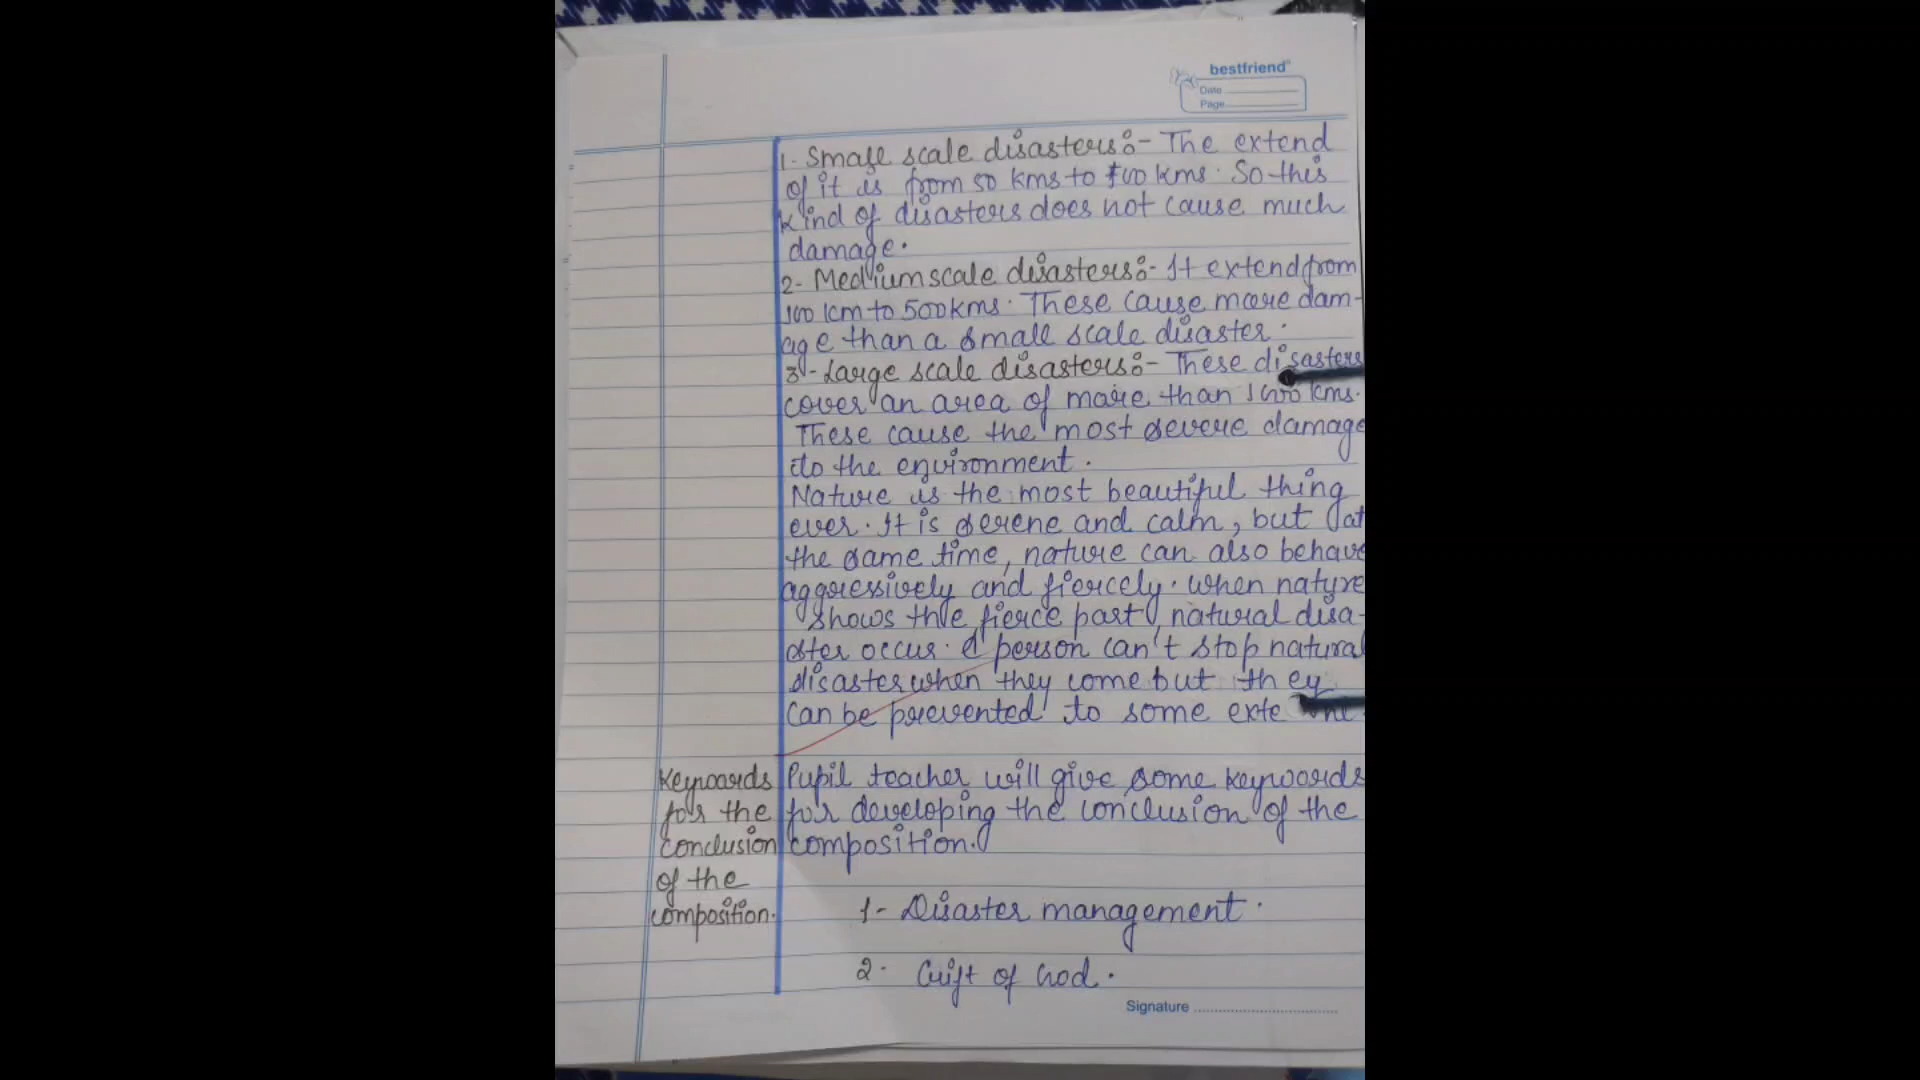 bestfriend
Date
Page
1- Small scale disasters:- The extend
of it is from 50 kms to 100 kms. So this
kind of disasters does not cause much
damage.
2- Medium scale disasters:- It extend from
100 km to 500 kms. These cause more dam-
age than a small scale disaster.
3- Large scale disasters:- These disasters
cover an area of more than kms.
These cause the most severe damage
to the environment.
Nature is the most beautiful thing
ever. It is serene and calm, but at
the same time, nature can also behave
aggressively and fiercely. when nature
shows the fierce part, natural disa-
ster occur. A person can't stop natural
disaster when they come but they
can be prevented to some
Keywords
for the
conclusion
of the
composition.
Pupil teacher will give some keywords
for developing the conclusion of the
composition.
1- Disaster management.
2- Gift of God.
Signature